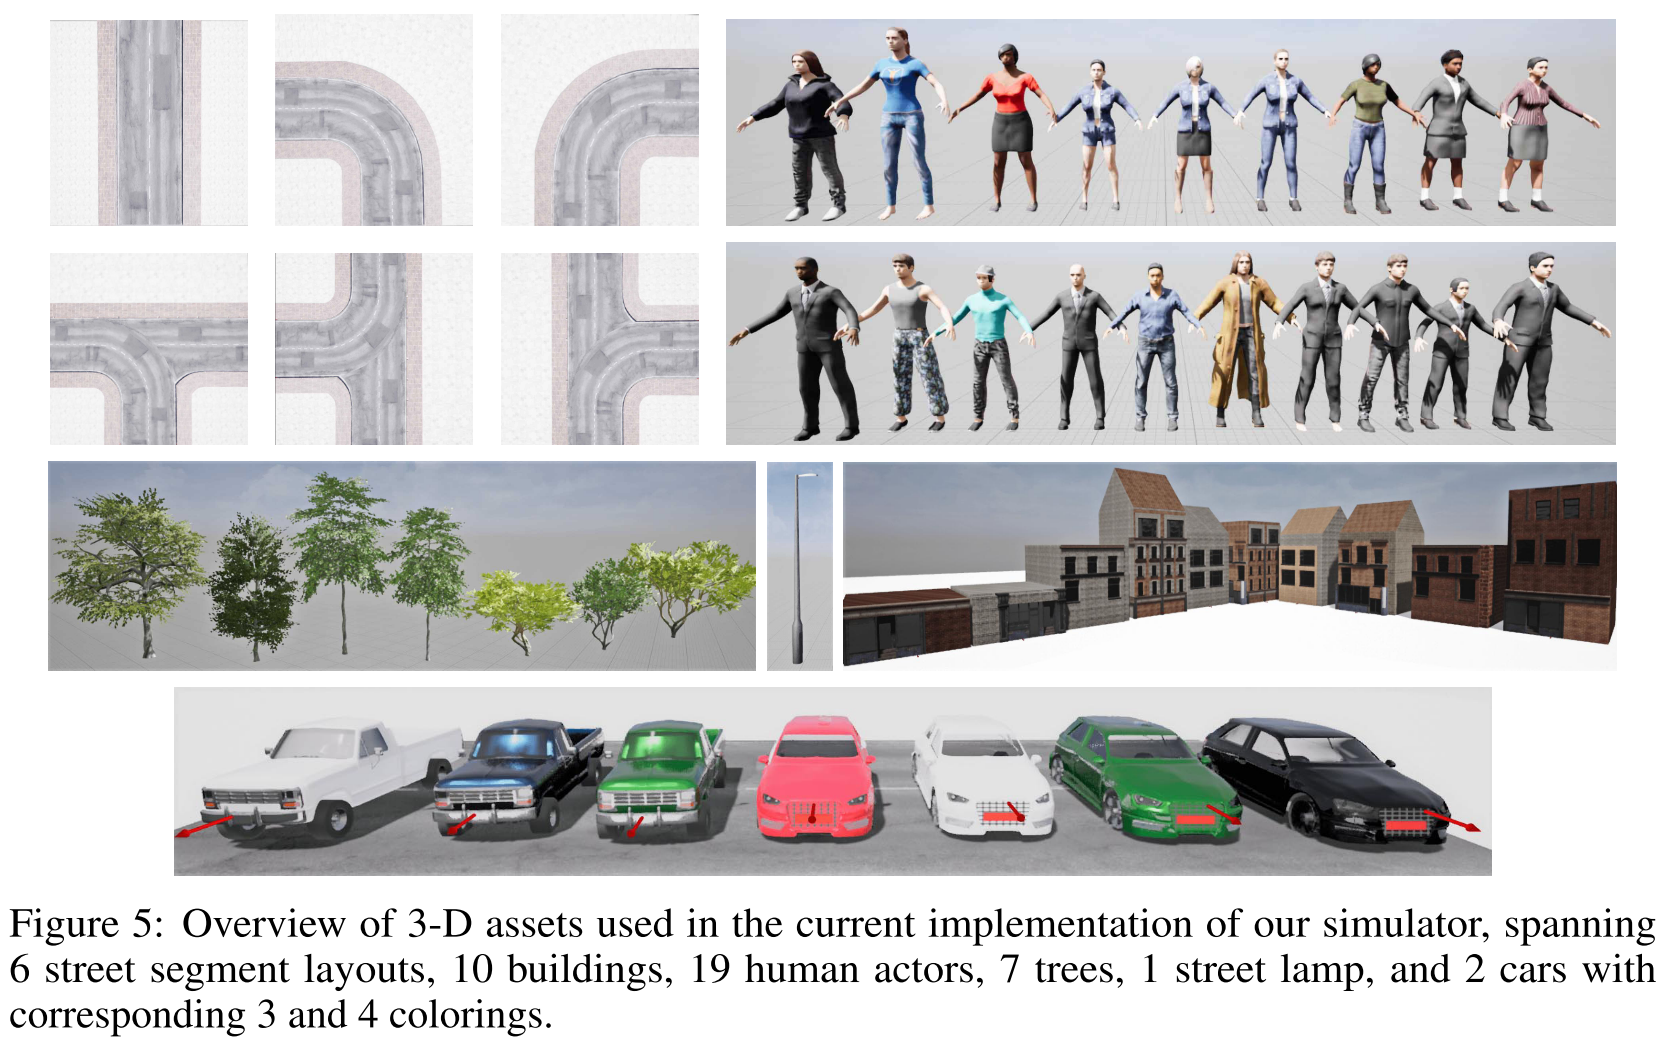 Figure 5: Overview of 3-D assets used in the current implementation of our simulator, spanning
6 street segment layouts, 10 buildings, 19 human actors, 7 trees, 1 street lamp, and 2 cars with
corresponding 3 and 4 colorings.